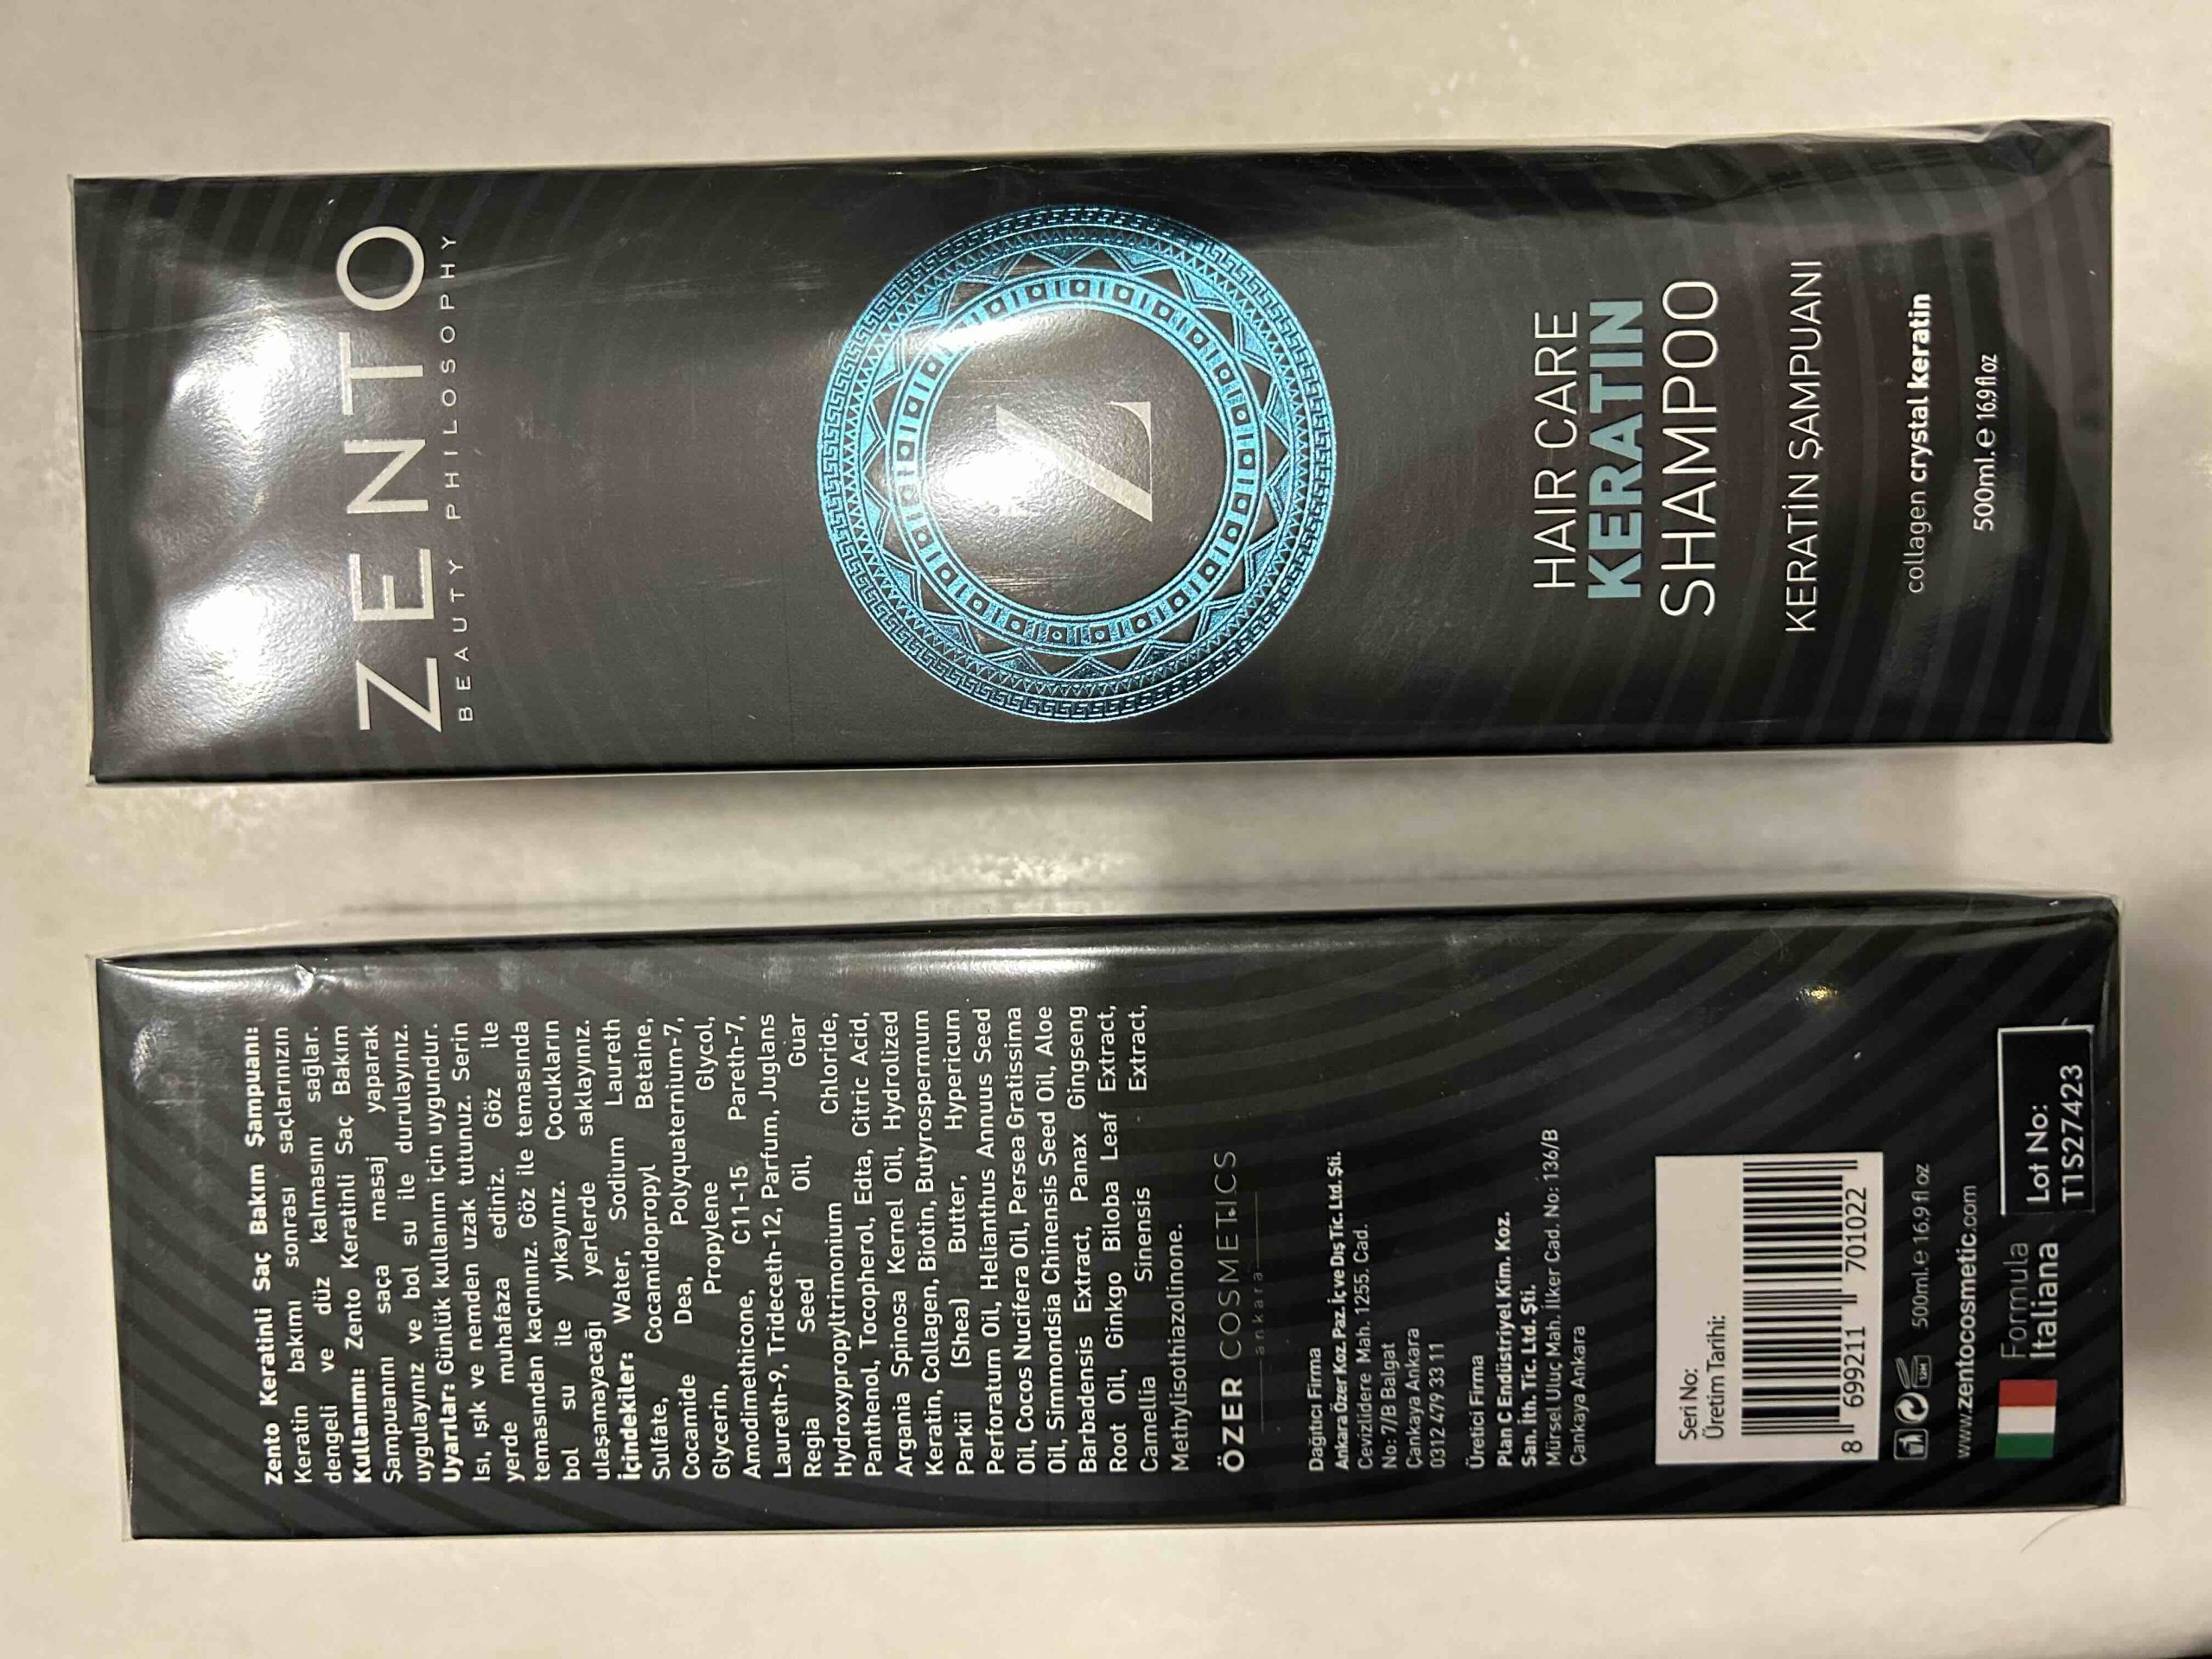 ZENTO
BEAUTY PHILOSOPHY
Z
HAIR CARE
KERATIN
SHAMPOO
KERATİN ŞAMPUANI
collagen crystal keratin
500ml.e 16.9 fl oz
Zento Keratinli Saç Bakım Şampuanı:
Keratin bakımı sonrası saçlarınızın
dengeli ve düz kalmasını sağlar.
Kullanımı: Zento Keratinli Saç Bakım
Şampuanını saça masaj yaparak
uygulayınız ve bol su ile durulayınız.
Uyarılar: Günlük kullanım için uygundur.
Isı, ışık ve nemden uzak tutunuz. Serin
yerde muhafaza ediniz. Göz ile
temasından kaçınınız. Göz ile temasında
bol su ile yıkayınız. Çocukların
ulaşamayacağı yerlerde saklayınız.
İçindekiler: Water, Sodium Laureth
Sulfate, Cocamidopropyl Betaine,
Cocamide Dea, Polyquaternium-7,
Glycerin, Propylene Glycol,
Amodimethicone, C11-15 Pareth-7,
Laureth-9, Trideceth-12, Parfum, Juglans
Regia Seed Oil, Guar
Hydroxypropyltrimonium Chloride,
Panthenol, Tocopherol, Edta, Citric Acid,
Argania Spinosa Kernel Oil, Hydrolized
Keratin, Collagen, Biotin, Butyrospermum
Parkii (Shea) Butter, Hypericum
Perforatum Oil, Helianthus Annuus Seed
Oil, Cocos Nucifera Oil, Persea Gratissima
Oil, Simmondsia Chinensis Seed Oil, Aloe
Barbadensis Extract, Panax Gingseng
Root Oil, Ginkgo Biloba Leaf Extract,
Camellia Sinensis Extract,
Methylisothiazolinone.
ÖZER COSMETICS
ankara
Dağıtıcı Firma
Ankara Özer Koz. Paz. İç ve Dış Tic. Ltd. Şti.
Cevizlidere Mah. 1255. Cad.
No: 7/B Balgat
Çankaya Ankara
0312 479 33 11
Üretici Firma
Plan C Endüstriyel Kim. Koz.
San. İth. Tic. Ltd. Şti.
Mürsel Uluç Mah. İlker Cad. No: 136/B
Çankaya Ankara
Seri No:
Üretim Tarihi:
8 699211 701022
12M
500ml.e 16.9 fl oz
www.zentocosmetic.com
Formula
Italiana
Lot No:
T1S27423